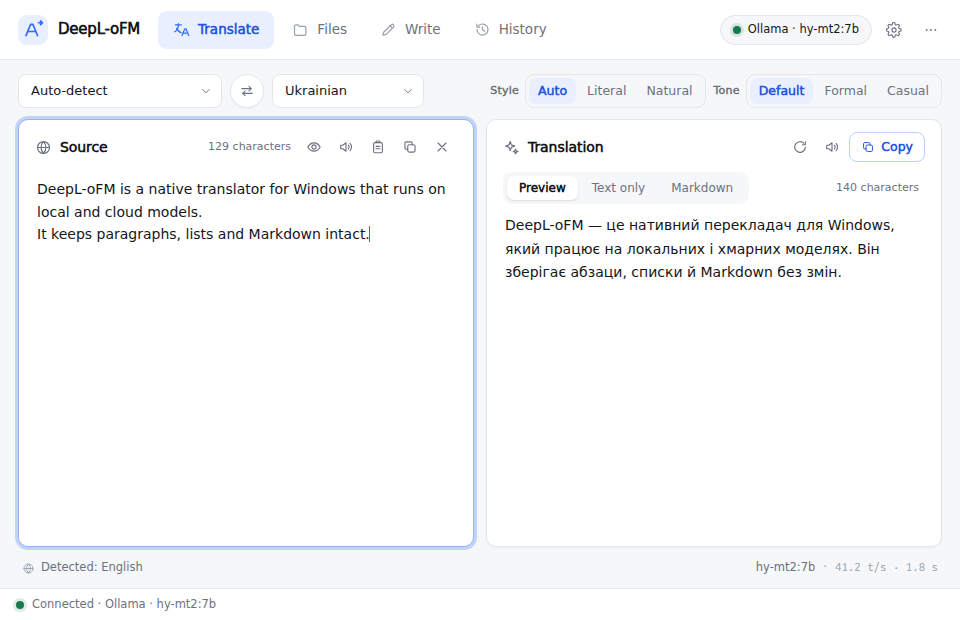 DeepL-oFM
Translate
Files
Write
History
Ollama · hy-mt2:7b
Auto-detect
Ukrainian
Style
Auto
Literal
Natural
Tone
Default
Formal
Casual
Source
129 characters
DeepL-oFM is a native translator for Windows that runs on
local and cloud models.
It keeps paragraphs, lists and Markdown intact.
Translation
Copy
Preview
Text only
Markdown
140 characters
DeepL-oFM — це нативний перекладач для Windows,
який працює на локальних і хмарних моделях. Він
зберігає абзаци, списки й Markdown без змін.
Detected: English
hy-mt2:7b · 41.2 t/s · 1.8 s
Connected · Ollama · hy-mt2:7b